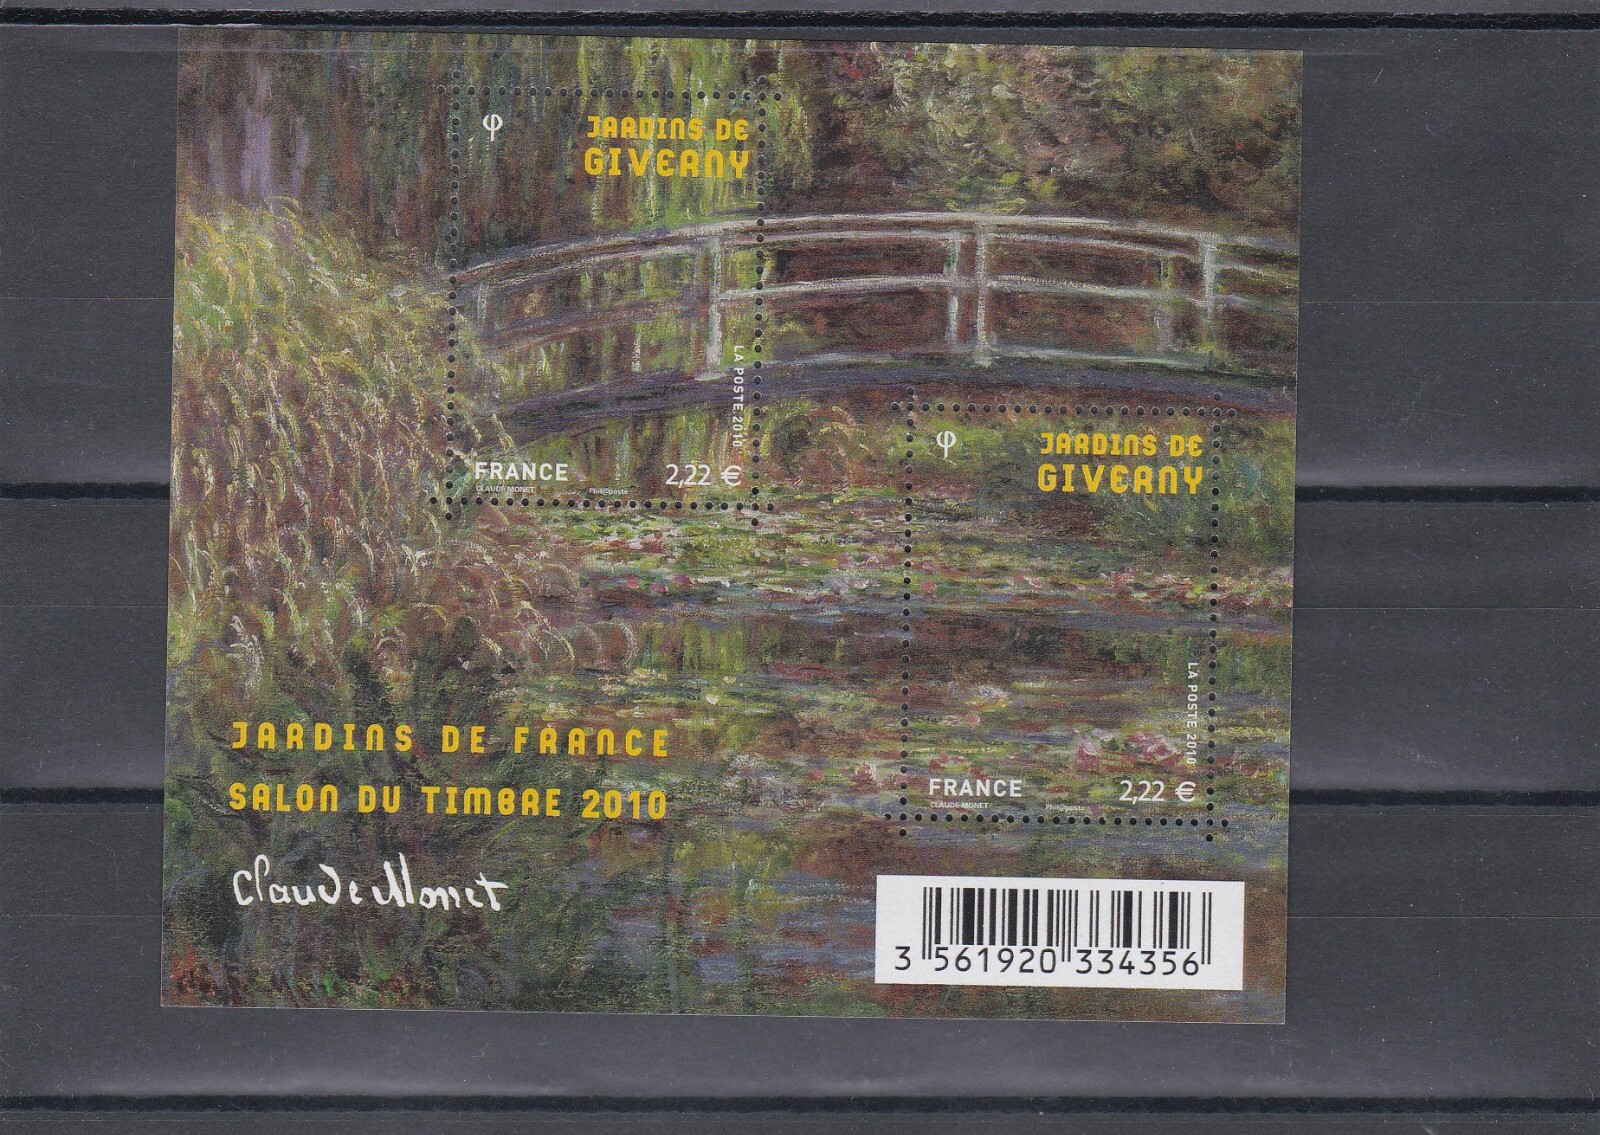 φ
JARDINS DE
GIVERNY
LA POSTE 2010
FRANCE 2,22 €
CLAUDE MONET Phil@poste
φ
JARDINS DE
GIVERNY
LA POSTE 2010
FRANCE 2,22 €
CLAUDE MONET Phil@poste
JARDINS DE FRANCE
SALON DU TIMBRE 2010
Claude Monet
3 561920 334356